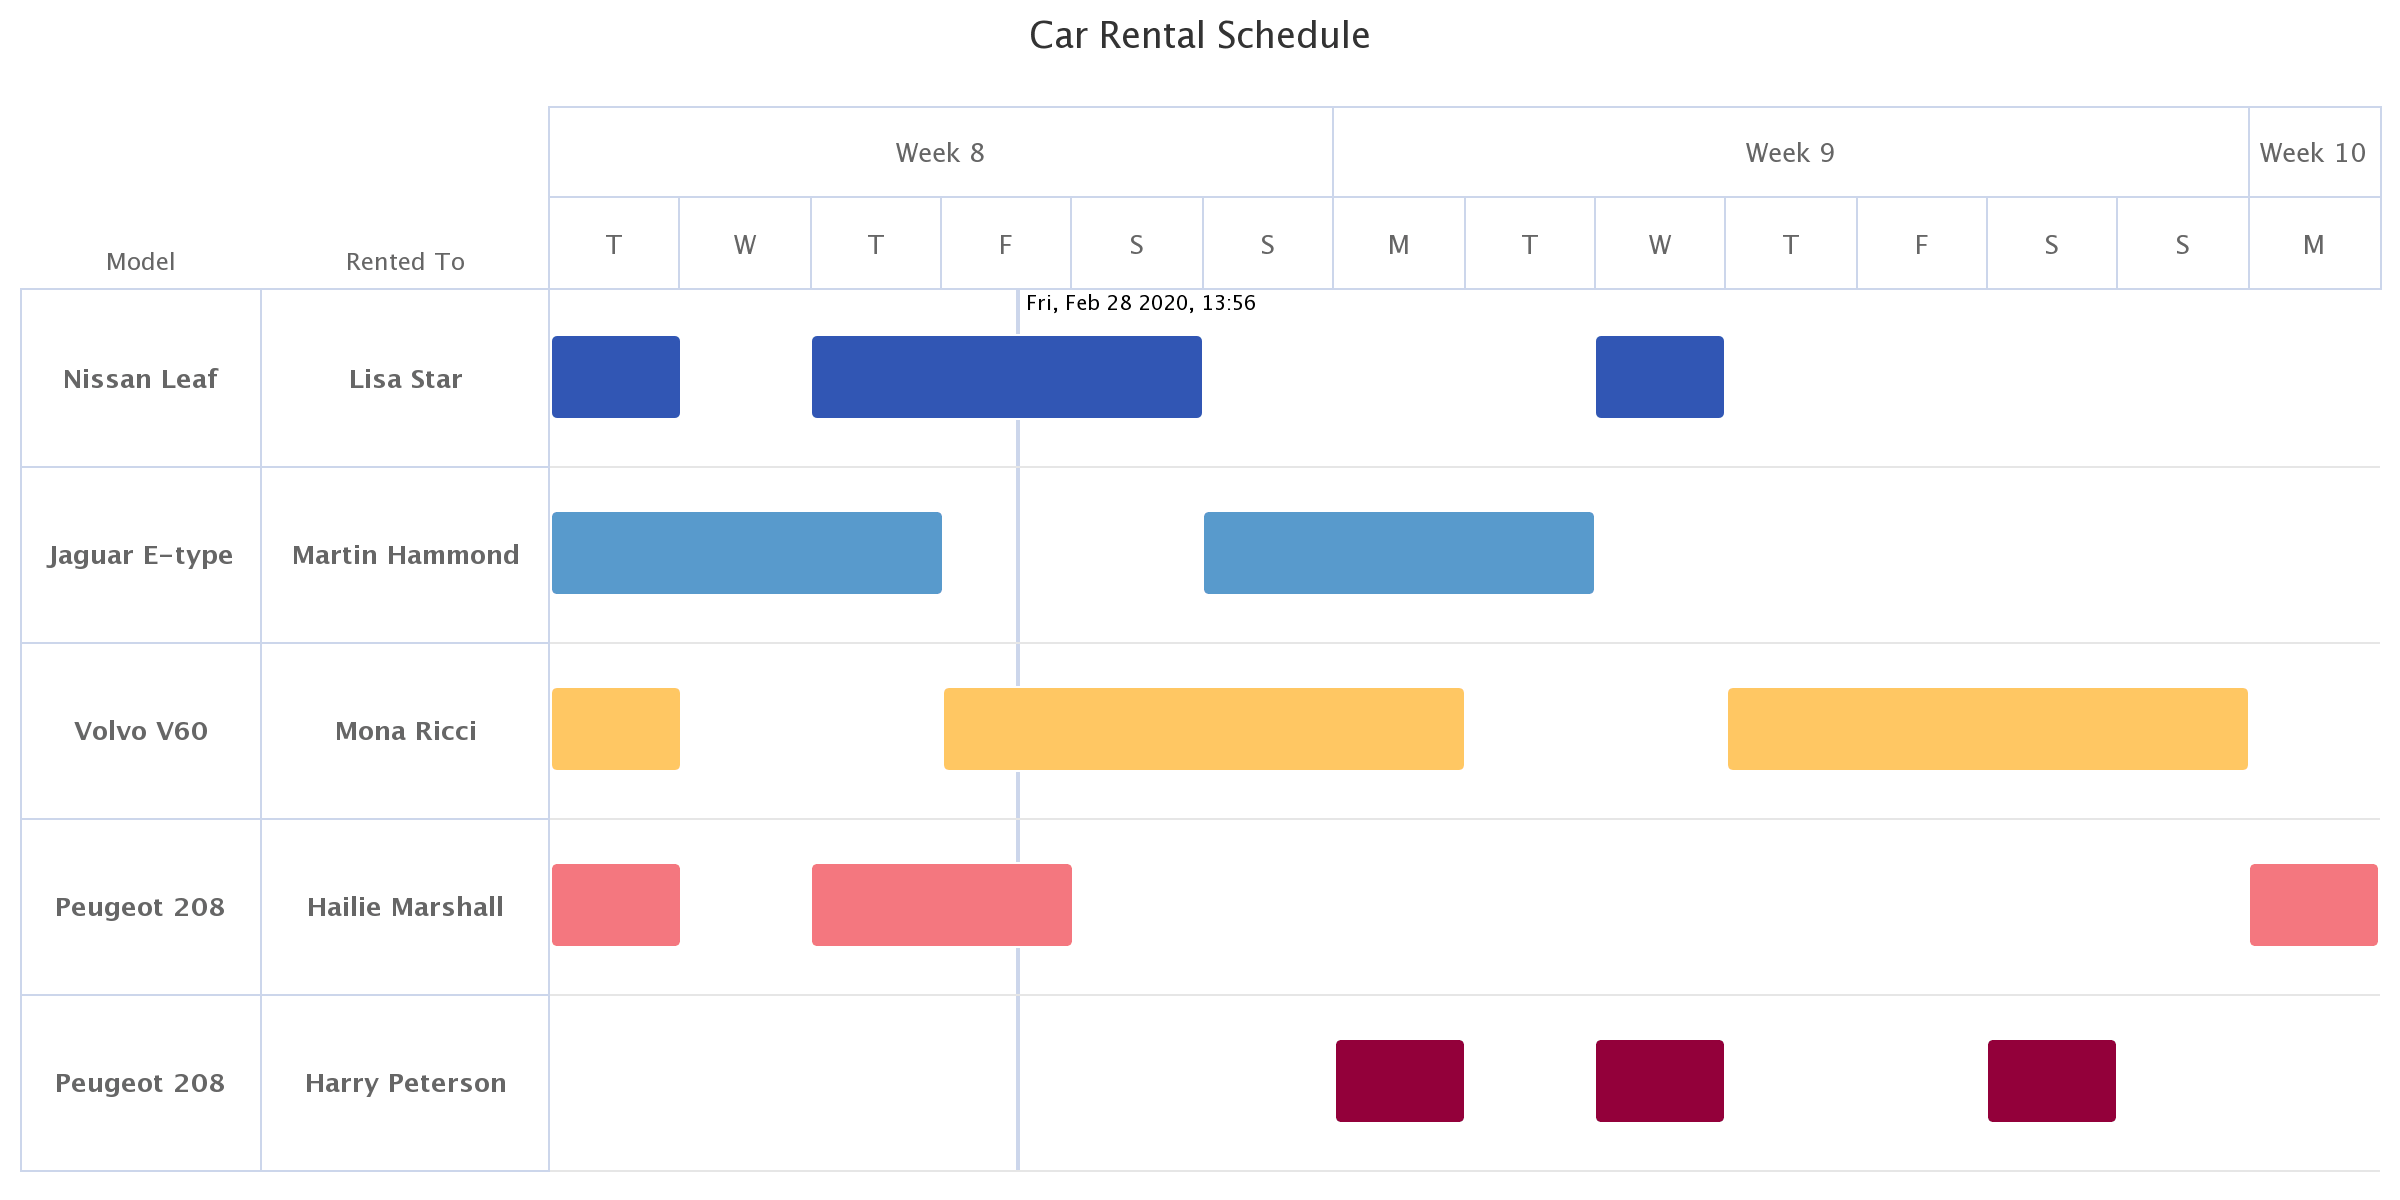 Car Rental Schedule
Week 8 Week 9 Week 10
T W T F S S M T W T F S S M
Model Rented To
Fri, Feb 28 2020, 13:56
Nissan Leaf Lisa Star
Jaguar E-type Martin Hammond
Volvo V60 Mona Ricci
Peugeot 208 Hailie Marshall
Peugeot 208 Harry Peterson